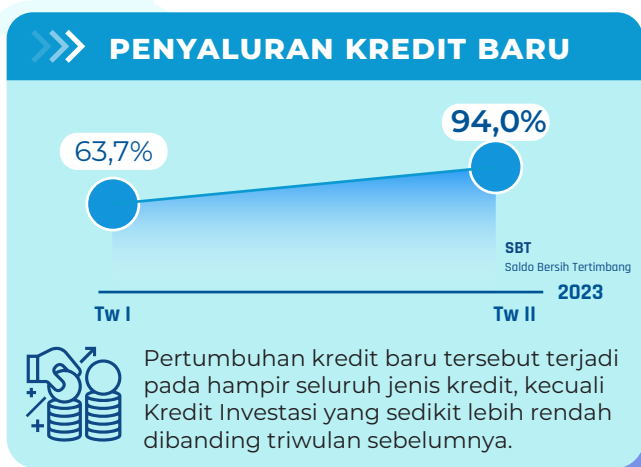 PENYALURAN KREDIT BARU
94,0%
63,7%
SBT
Saldo Bersih Tertimbang
2023
Tw I
Tw II
Pertumbuhan kredit baru tersebut terjadi
pada hampir seluruh jenis kredit, kecuali
Kredit Investasi yang sedikit lebih rendah
dibanding triwulan sebelumnya.